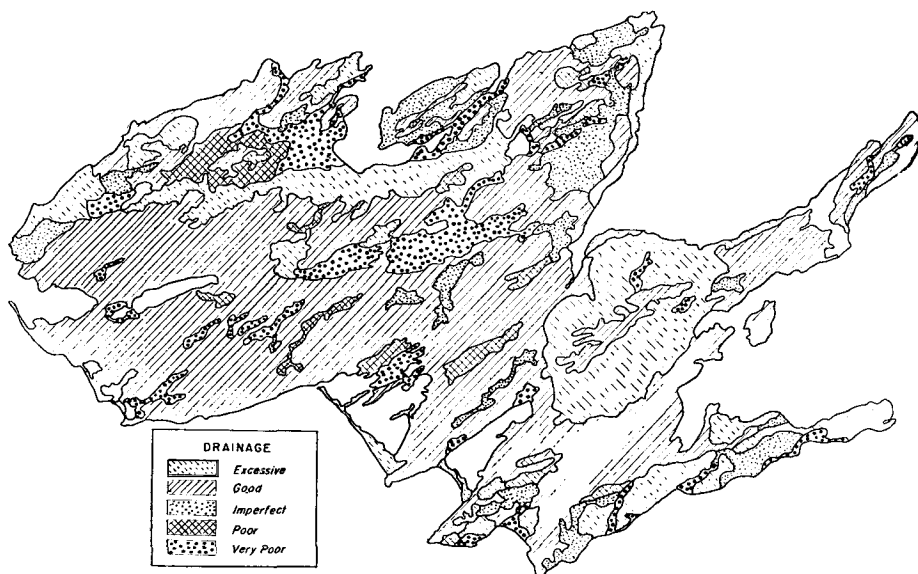 DRAINAGE
Excessive
Good
Imperfect
Poor
Very Poor